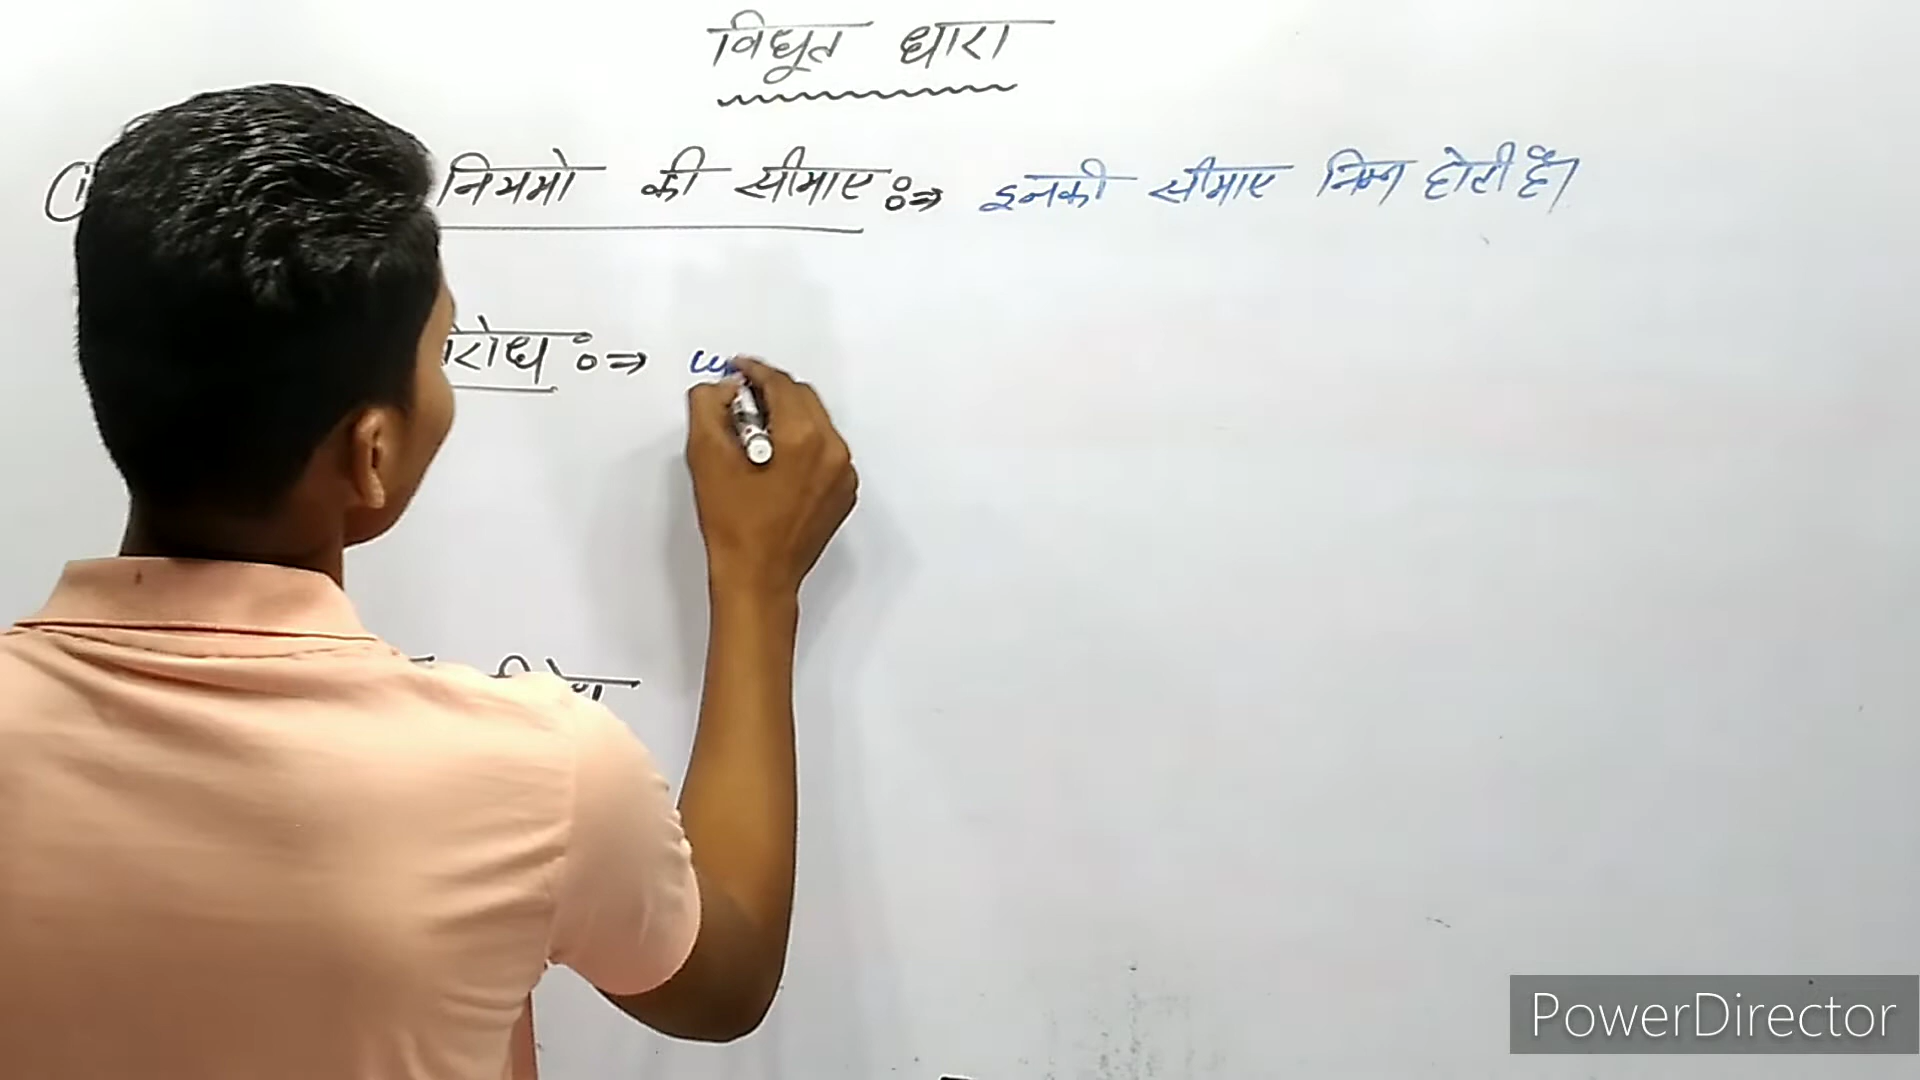 विधुत धारा
नियमो की सीमाए :⇒ इनकी सीमाए निम्न होती है।
रोध :⇒
PowerDirector